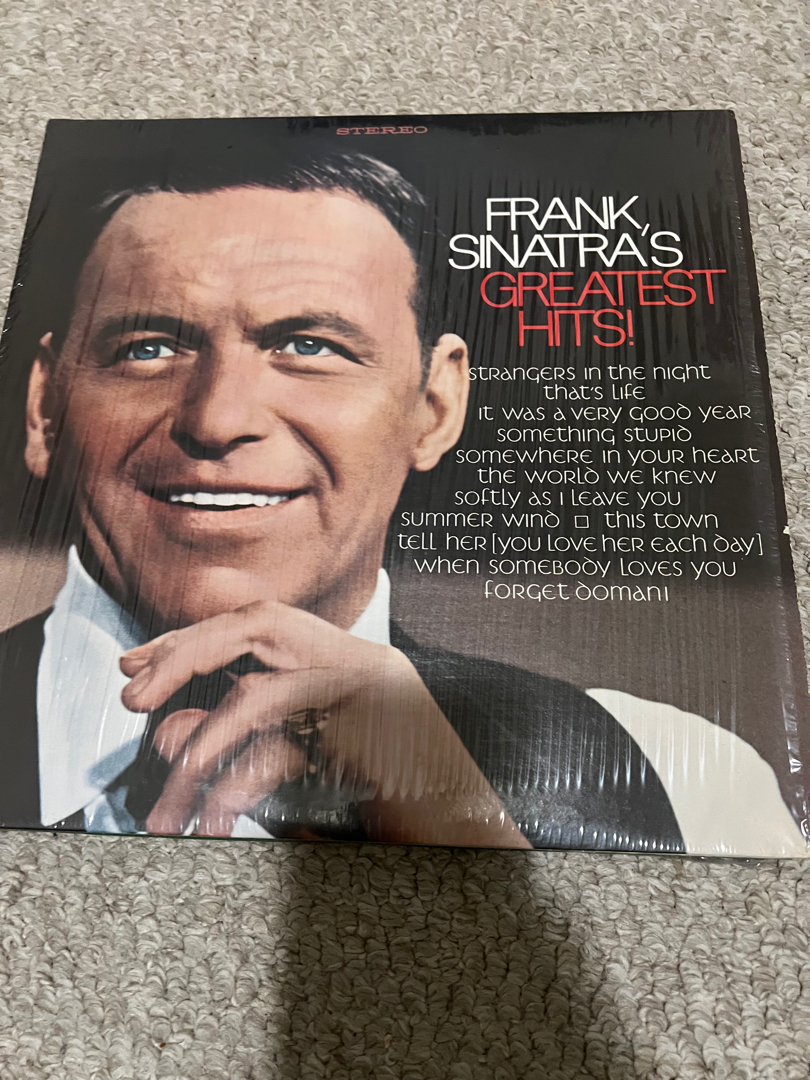 STEREO
FRANK
SINATRA'S
GREATEST
HITS!
strangers in the night
that's life
it was a very good year
something stupid
somewhere in your heart
the world we knew
softly as i leave you
summer wind □ this town
tell her [you love her each day]
when somebody loves you
forget domani